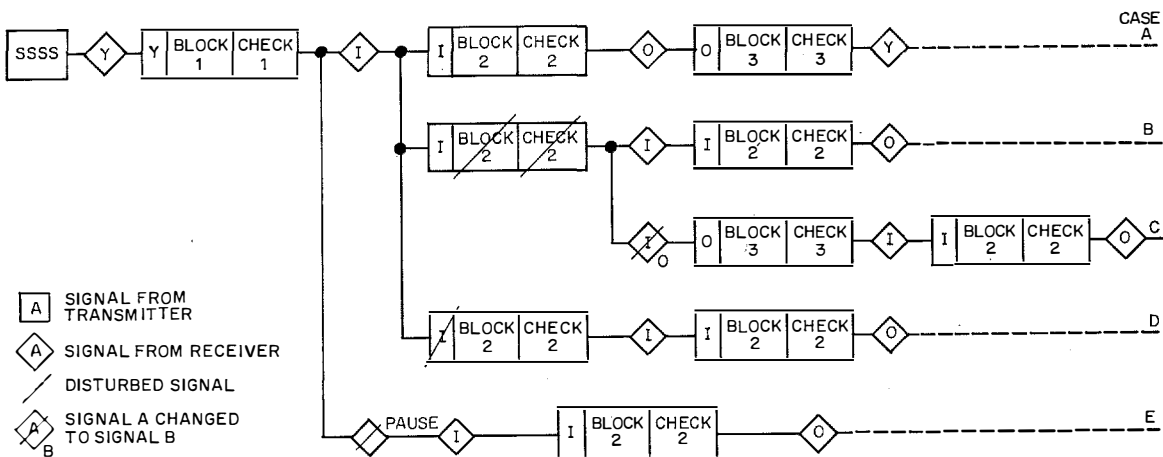 CASE
A
SSSS Y Y BLOCK 1 CHECK 1 I I BLOCK 2 CHECK 2 O O BLOCK 3 CHECK 3 Y
I BLOCK 2 CHECK 2 I I BLOCK 2 CHECK 2 O B
I O O BLOCK 3 CHECK 3 I I BLOCK 2 CHECK 2 O C
I BLOCK 2 CHECK 2 I I BLOCK 2 CHECK 2 O D
PAUSE I I BLOCK 2 CHECK 2 O E
A SIGNAL FROM
TRANSMITTER
A SIGNAL FROM RECEIVER
DISTURBED SIGNAL
A B SIGNAL A CHANGED
TO SIGNAL B